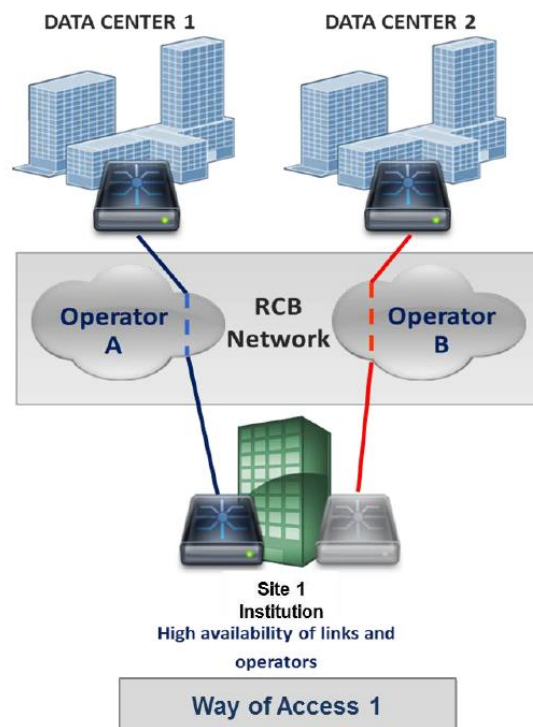 DATA CENTER 1
DATA CENTER 2
Operator
A
RCB
Network
Operator
B
Site 1
Institution
High availability of links and
operators
Way of Access 1